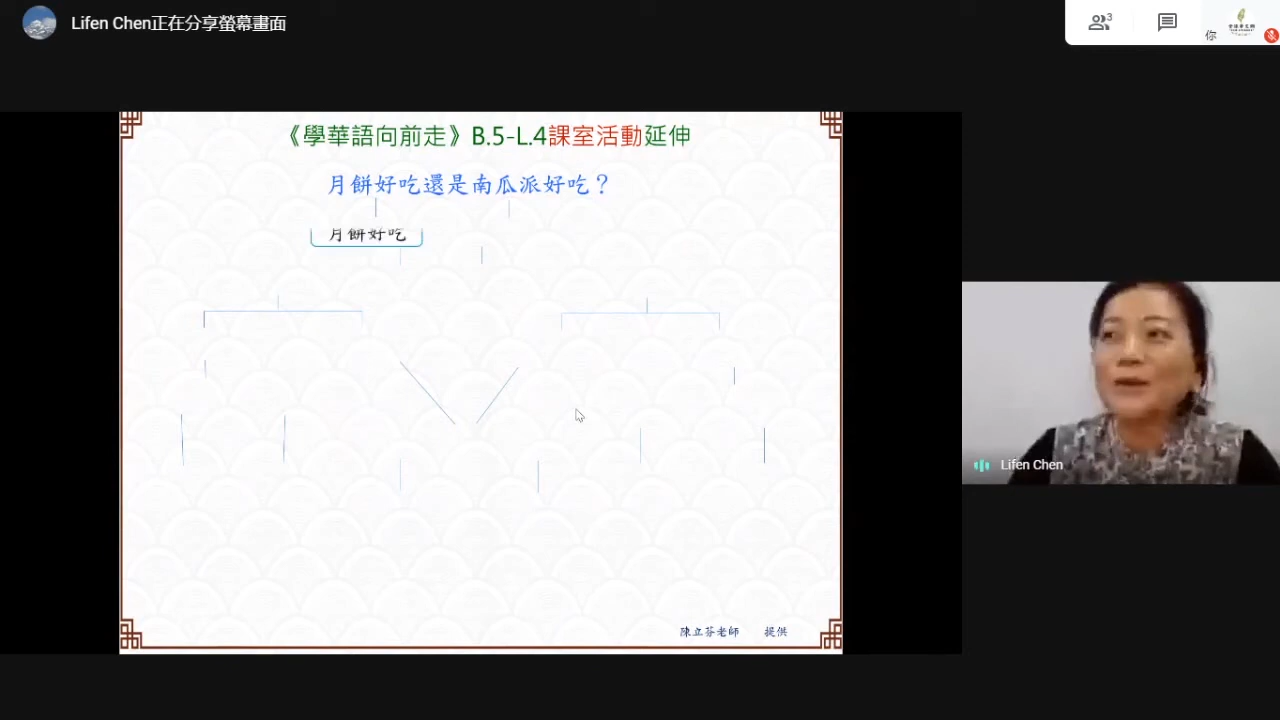 Lifen Chen正在分享螢幕畫面
3
你
《學華語向前走》B.5-L.4課室活動延伸
月餅好吃還是南瓜派好吃？
月餅好吃
Lifen Chen
陳立芬老師 提供